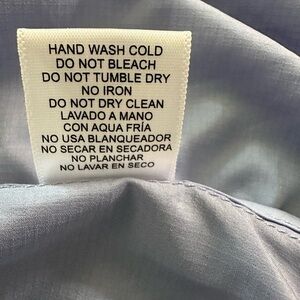 HAND WASH COLD
DO NOT BLEACH
DO NOT TUMBLE DRY
NO IRON
DO NOT DRY CLEAN
LAVADO A MANO
CON AQUA FRÍA
NO USA BLANQUEADOR
NO SECAR EN SECADORA
NO PLANCHAR
NO LAVAR EN SECO